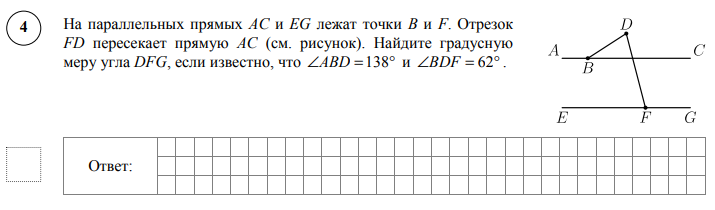 4
На параллельных прямых AC и EG лежат точки B и F. Отрезок
FD пересекает прямую AC (см. рисунок). Найдите градусную
меру угла DFG, если известно, что ∠ABD = 138° и ∠BDF = 62°.
D
A
C
B
E
F
G
Ответ: